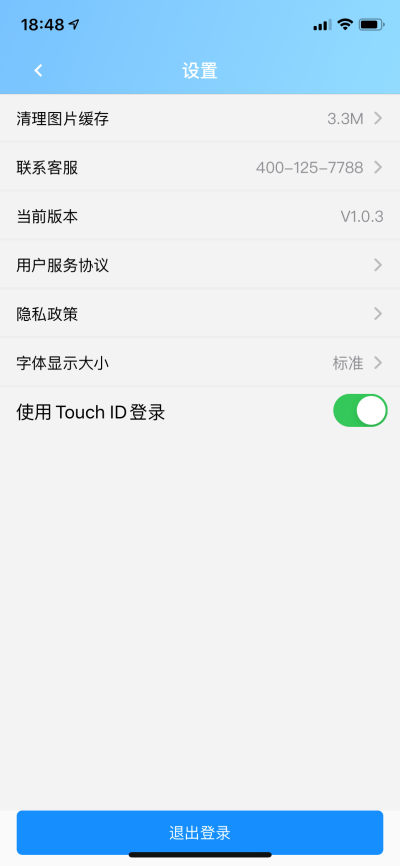 18:48
设置
清理图片缓存 3.3M
联系客服 400-125-7788
当前版本 V1.0.3
用户服务协议
隐私政策
字体显示大小 标准
使用 Touch ID 登录
退出登录